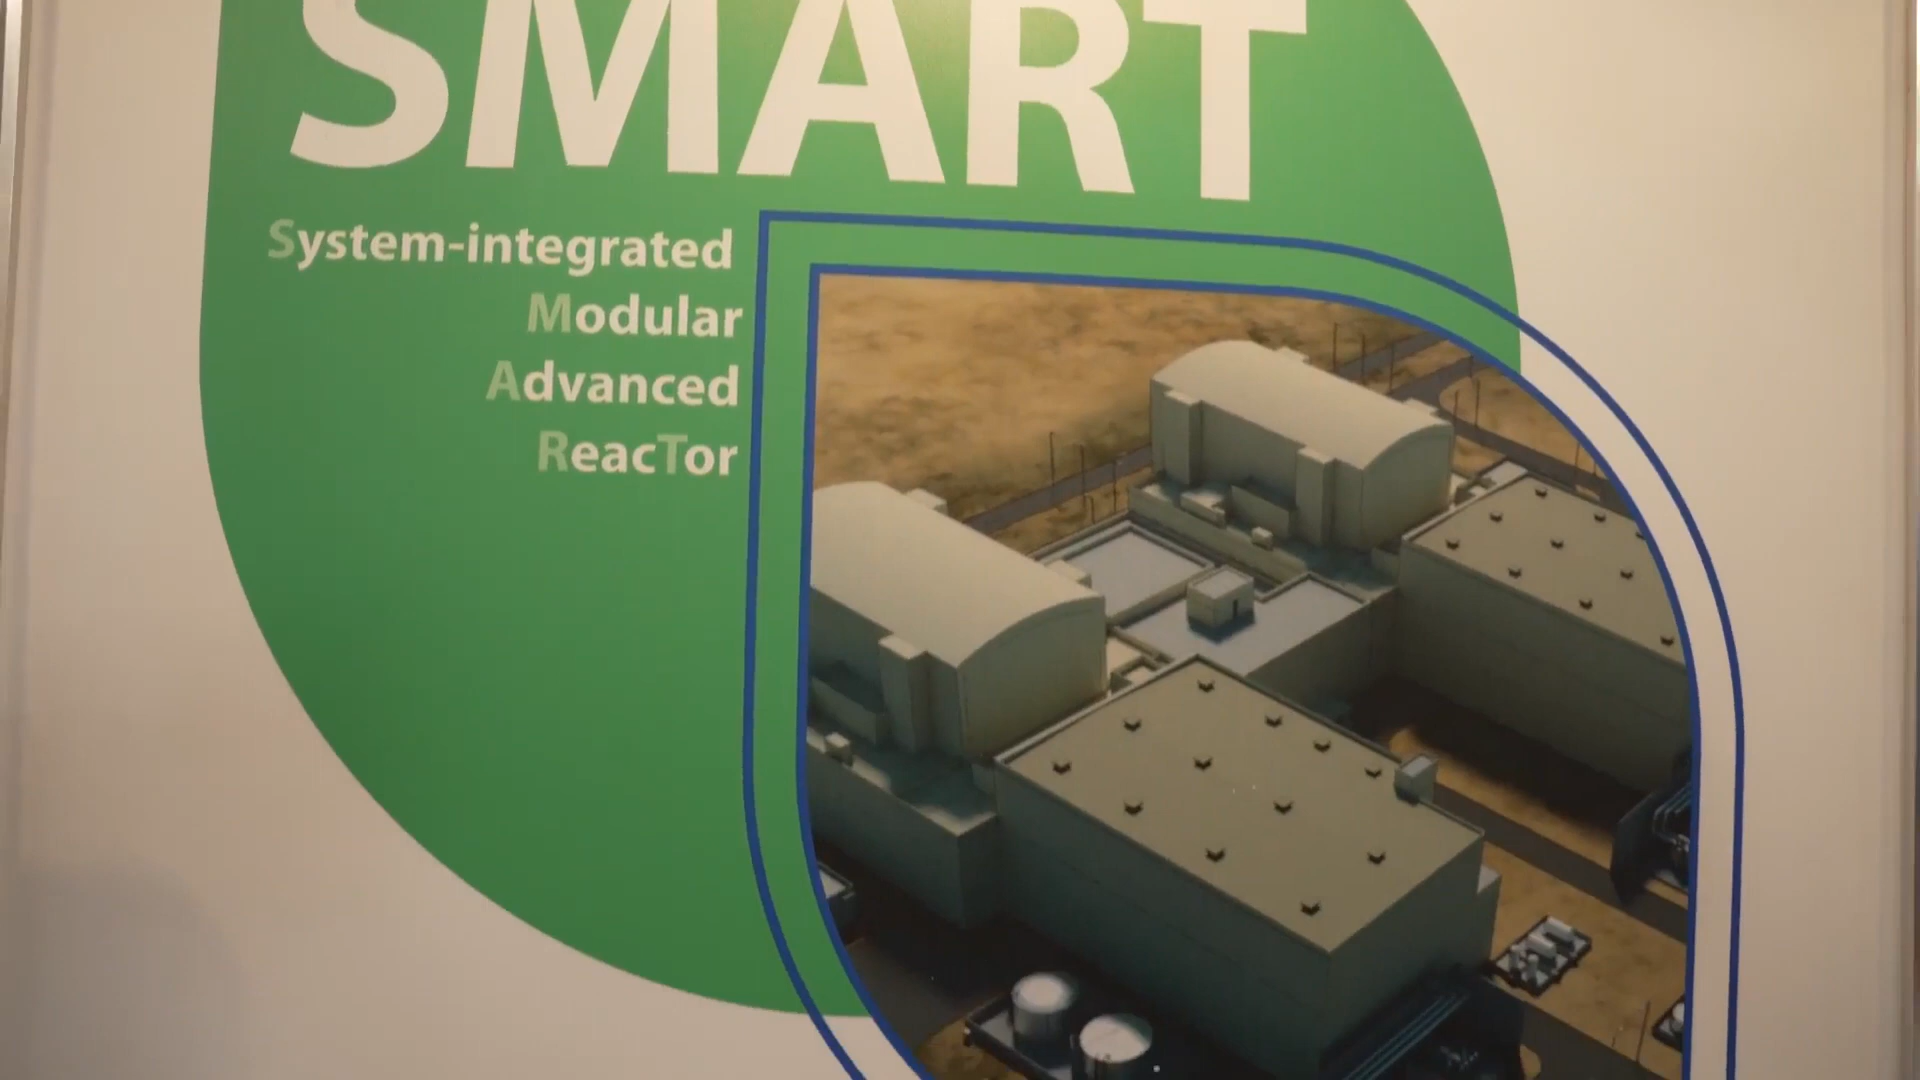 SMART
System-integrated
Modular
Advanced
ReacTor